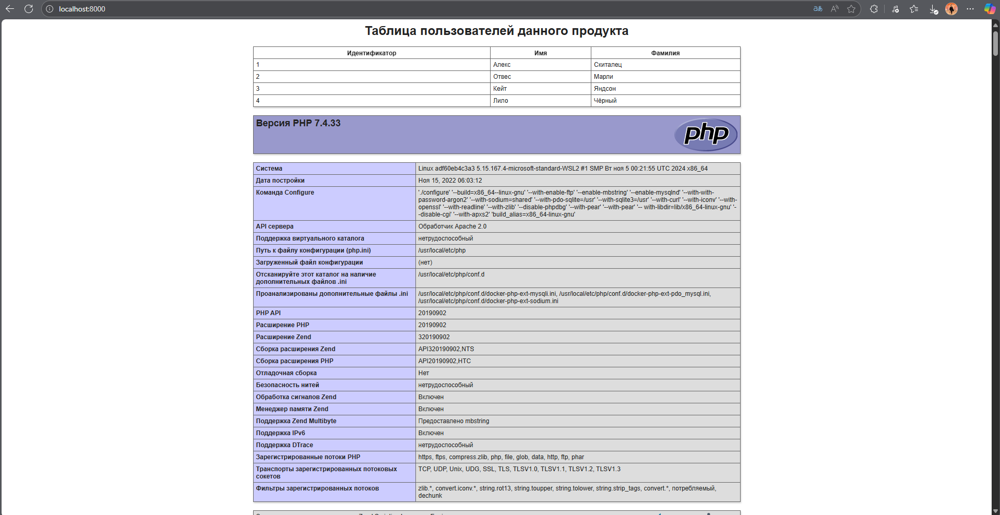 localhost:8000
Таблица пользователей данного продукта
Идентификатор Имя Фамилия
1 Алекс Скиталец
2 Отвес Марли
3 Кейт Яндсон
4 Лило Чёрный
Версия PHP 7.4.33
php
Система Linux adf60eb4c3a3 5.15.167.4-microsoft-standard-WSL2 #1 SMP Вт ноя 5 00:21:55 UTC 2024 x86_64
Дата постройки Ноя 15, 2022 06:03:12
Команда Configure './configure' '--build=x86_64--linux-gnu' '--with-enable-ftp' '--enable-mbstring' '--enable-mysqlnd' '--with-with-
password-argon2' '--with-sodium=shared' '--with-pdo-sqlite=/usr' '--with-sqlite3=/usr' '--with-curl' '--with-iconv' '--with-
openssl' '--with-readline' '--with-zlib' '--disable-phpdbg' '--with-pear' '--with-pear' '-- with-libdir=lib/x86_64-linux-gnu' '-
-disable-cgi' '--with-apxs2' 'build_alias=x86_64-linux-gnu'
API сервера Обработчик Apache 2.0
Поддержка виртуального каталога нетрудоспособный
Путь к файлу конфигурации (php.ini) /usr/local/etc/php
Загруженный файл конфигурации (нет)
Отсканируйте этот каталог на наличие
дополнительных файлов .ini /usr/local/etc/php/conf.d
Проанализированы дополнительные файлы .ini /usr/local/etc/php/conf.d/docker-php-ext-mysqli.ini, /usr/local/etc/php/conf.d/docker-php-ext-pdo_mysql.ini,
/usr/local/etc/php/conf.d/docker-php-ext-sodium.ini
PHP API 20190902
Расширение PHP 20190902
Расширение Zend 320190902
Сборка расширения Zend API320190902,NTS
Сборка расширения PHP API20190902,НТС
Отладочная сборка Нет
Безопасность нитей нетрудоспособный
Обработка сигналов Zend Включен
Менеджер памяти Zend Включен
Поддержка Zend Multibyte Предоставлено mbstring
Поддержка IPv6 Включен
Поддержка DTrace нетрудоспособный
Зарегистрированные потоки PHP https, ftps, compress.zlib, php, file, glob, data, http, ftp, phar
Транспорты зарегистрированных потоковых
сокетов TCP, UDP, Unix, UDG, SSL, TLS, TLSV1.0, TLSV1.1, TLSV1.2, TLSV1.3
Фильтры зарегистрированных потоков zlib.*, convert.iconv.*, string.rot13, string.toupper, string.tolower, string.strip_tags, convert.*, потребляемый,
dechunk